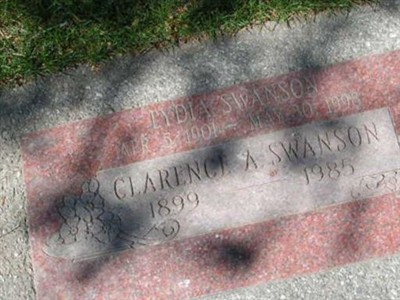 LYDIA SWANSON
CLARENCE A. SWANSON
1899 1985